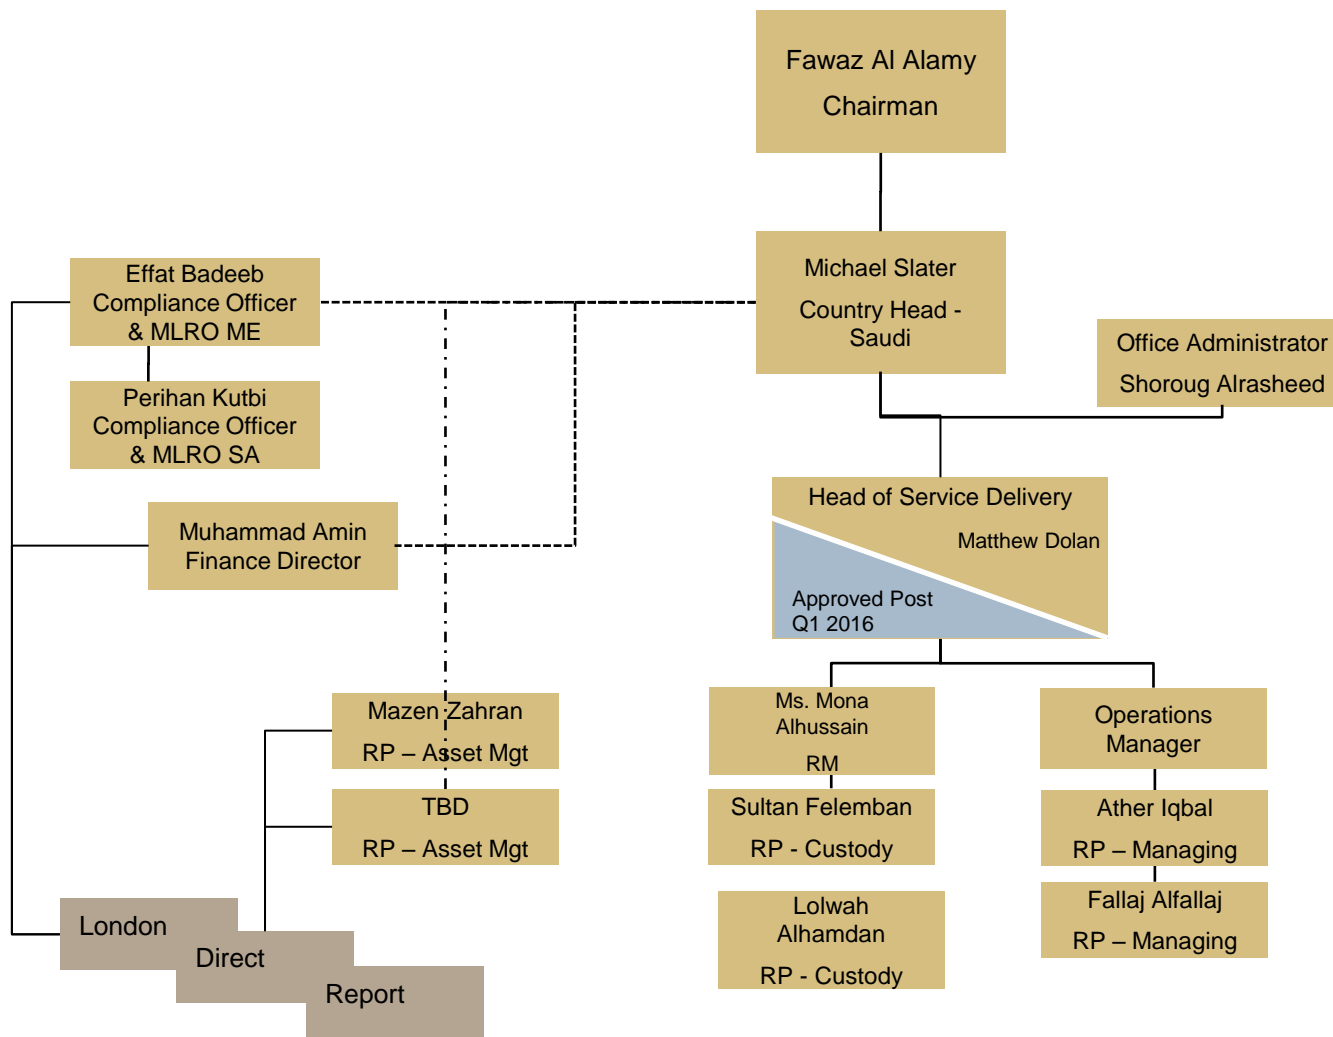 Fawaz Al Alamy
Chairman
Michael Slater
Country Head -
Saudi
Effat Badeeb
Compliance Officer
& MLRO ME
Office Administrator
Shoroug Alrasheed
Perihan Kutbi
Compliance Officer
& MLRO SA
Head of Service Delivery
Matthew Dolan
Approved Post
Q1 2016
Muhammad Amin
Finance Director
Mazen Zahran
RP – Asset Mgt
TBD
RP – Asset Mgt
Ms. Mona
Alhussain
RM
Sultan Felemban
RP - Custody
Lolwah
Alhamdan
RP - Custody
Operations
Manager
Ather Iqbal
RP – Managing
Fallaj Alfallaj
RP – Managing
London
Direct
Report